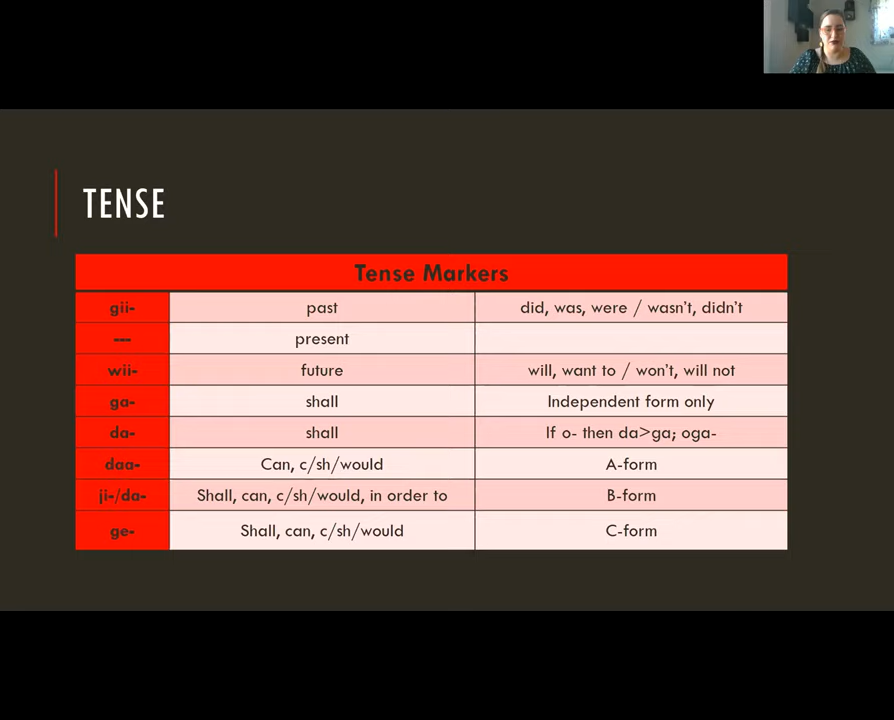 TENSE
Tense Markers
gii- past did, was, were / wasn't, didn't
--- present
wii- future will, want to / won't, will not
ga- shall Independent form only
da- shall If o- then da>ga; oga-
daa- Can, c/sh/would A-form
ji-/da- Shall, can, c/sh/would, in order to B-form
ge- Shall, can, c/sh/would C-form